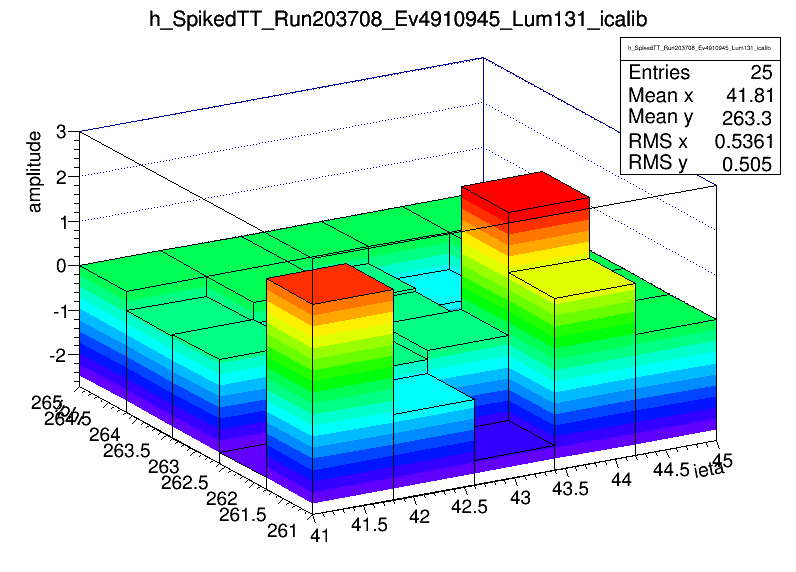 h_SpikedTT_Run203708_Ev4910945_Lum131_icalib
h_SpikedTT_Run203708_Ev4910945_Lum131_icalib
Entries 25
Mean x 41.81
Mean y 263.3
RMS x 0.5361
RMS y 0.505
amplitude
3
2
1
0
-1
-2
265
264.5
264
263.5
263
262.5
262
261.5
261
41
41.5
42
42.5
43
43.5
44
44.5
45
ieta